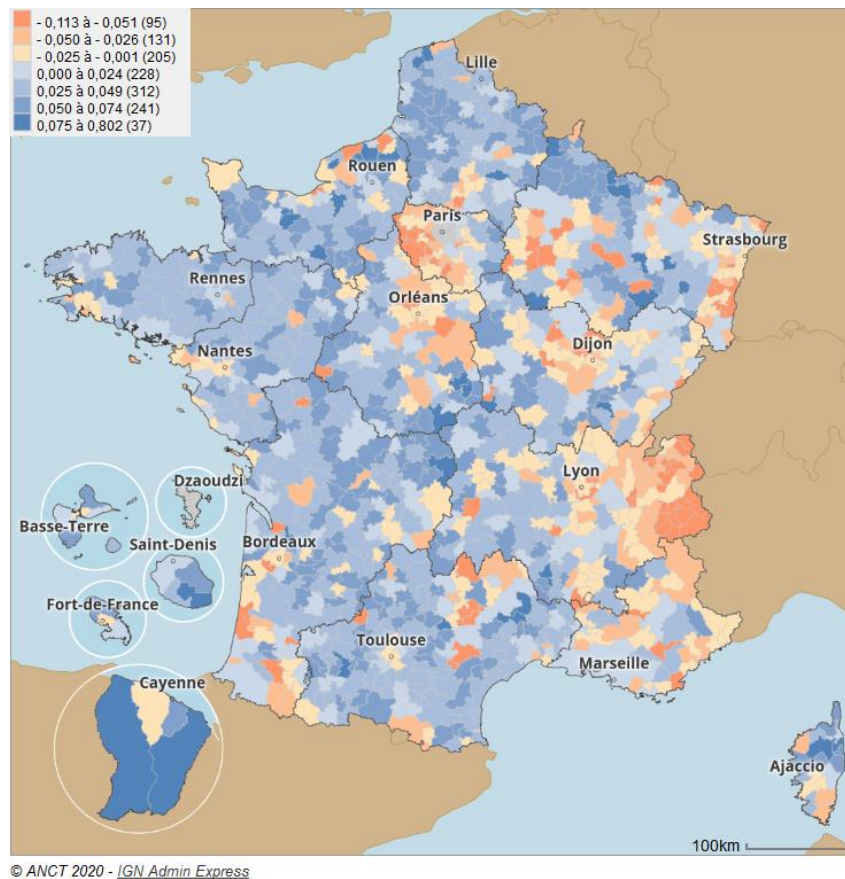 - 0,113 à - 0,051 (95)
- 0,050 à - 0,026 (131)
- 0,025 à - 0,001 (205)
0,000 à 0,024 (228)
0,025 à 0,049 (312)
0,050 à 0,074 (241)
0,075 à 0,802 (37)
Lille
Rouen
Paris
Strasbourg
Rennes
Orléans
Nantes
Dijon
Lyon
Dzaoudzi
Basse-Terre
Saint-Denis
Bordeaux
Fort-de-France
Toulouse
Marseille
Cayenne
Ajaccio
100km
© ANCT 2020 - IGN Admin Express